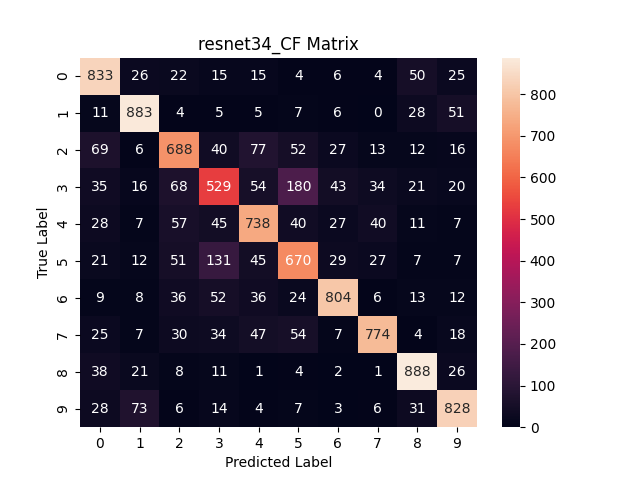 resnet34_CF Matrix
0 833 26 22 15 15 4 6 4 50 25
1 11 883 4 5 5 7 6 0 28 51
2 69 6 688 40 77 52 27 13 12 16
3 35 16 68 529 54 180 43 34 21 20
4 28 7 57 45 738 40 27 40 11 7
5 21 12 51 131 45 670 29 27 7 7
6 9 8 36 52 36 24 804 6 13 12
7 25 7 30 34 47 54 7 774 4 18
8 38 21 8 11 1 4 2 1 888 26
9 28 73 6 14 4 7 3 6 31 828
0 1 2 3 4 5 6 7 8 9
Predicted Label
True Label
800
700
600
500
400
300
200
100
0